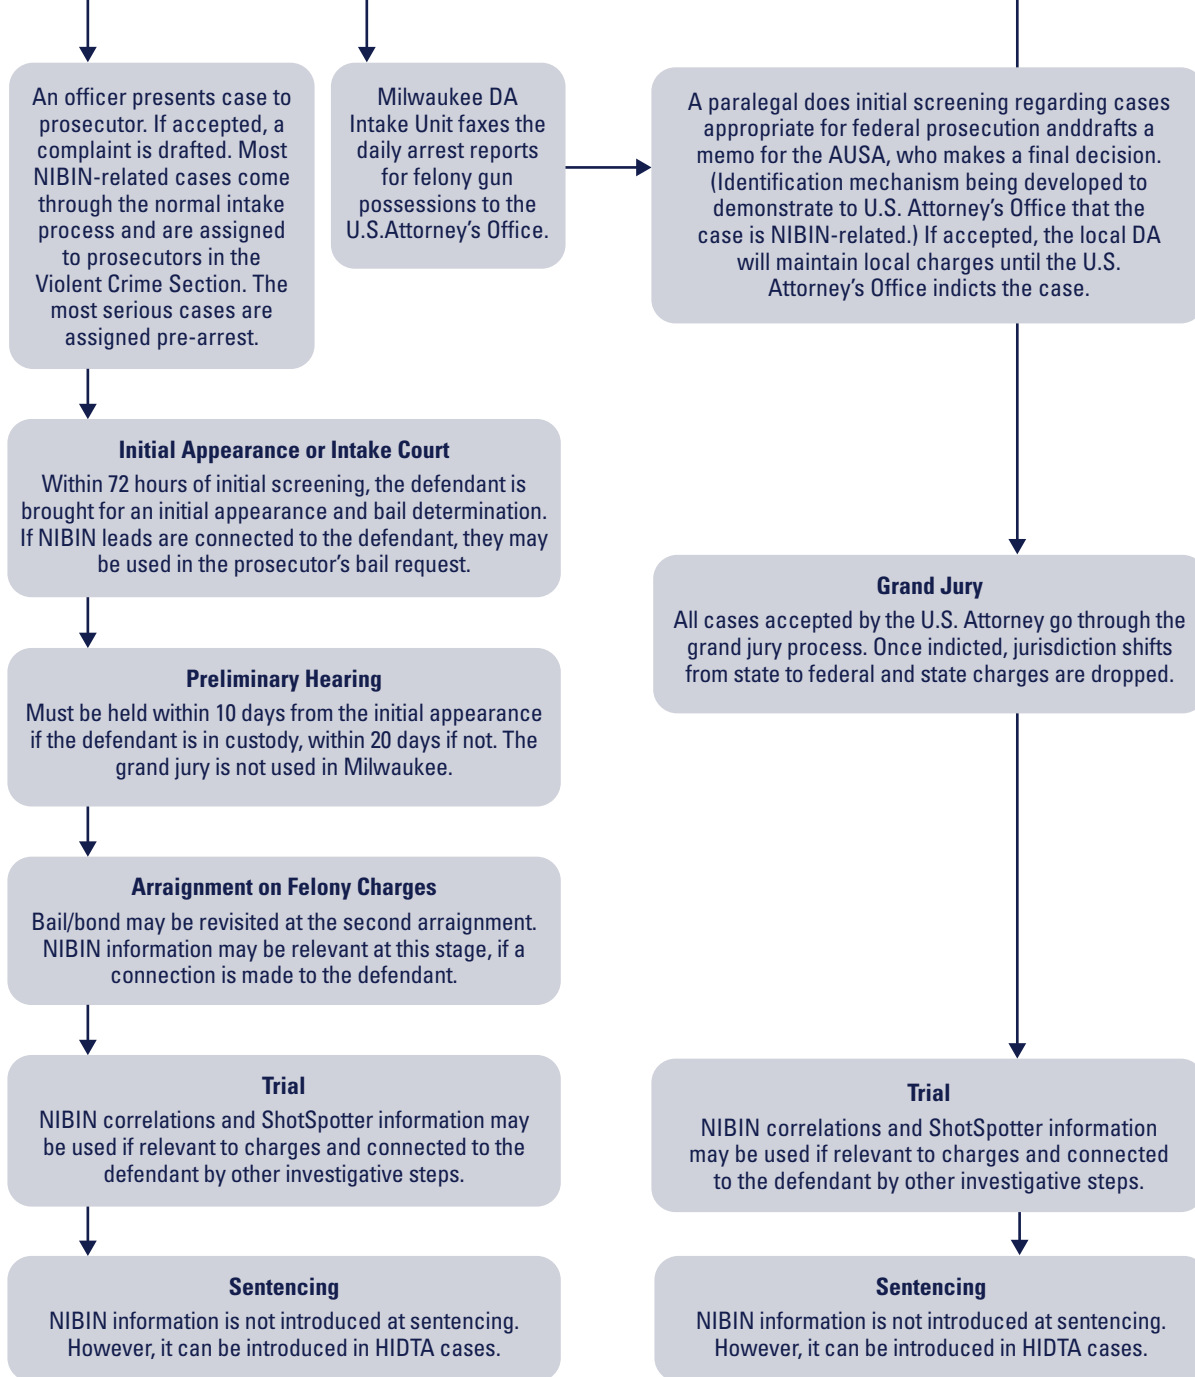 An officer presents case to
prosecutor. If accepted, a
complaint is drafted. Most
NIBIN-related cases come
through the normal intake
process and are assigned
to prosecutors in the
Violent Crime Section. The
most serious cases are
assigned pre-arrest.
Milwaukee DA
Intake Unit faxes the
daily arrest reports
for felony gun
possessions to the
U.S.Attorney's Office.
A paralegal does initial screening regarding cases
appropriate for federal prosecution anddrafts a
memo for the AUSA, who makes a final decision.
(Identification mechanism being developed to
demonstrate to U.S. Attorney's Office that the
case is NIBIN-related.) If accepted, the local DA
will maintain local charges until the U.S.
Attorney's Office indicts the case.
Initial Appearance or Intake Court
Within 72 hours of initial screening, the defendant is
brought for an initial appearance and bail determination.
If NIBIN leads are connected to the defendant, they may
be used in the prosecutor's bail request.
Preliminary Hearing
Must be held within 10 days from the initial appearance
if the defendant is in custody, within 20 days if not. The
grand jury is not used in Milwaukee.
Arraignment on Felony Charges
Bail/bond may be revisited at the second arraignment.
NIBIN information may be relevant at this stage, if a
connection is made to the defendant.
Trial
NIBIN correlations and ShotSpotter information may
be used if relevant to charges and connected to the
defendant by other investigative steps.
Sentencing
NIBIN information is not introduced at sentencing.
However, it can be introduced in HIDTA cases.
Grand Jury
All cases accepted by the U.S. Attorney go through the
grand jury process. Once indicted, jurisdiction shifts
from state to federal and state charges are dropped.
Trial
NIBIN correlations and ShotSpotter information
may be used if relevant to charges and connected
to the defendant by other investigative steps.
Sentencing
NIBIN information is not introduced at sentencing.
However, it can be introduced in HIDTA cases.